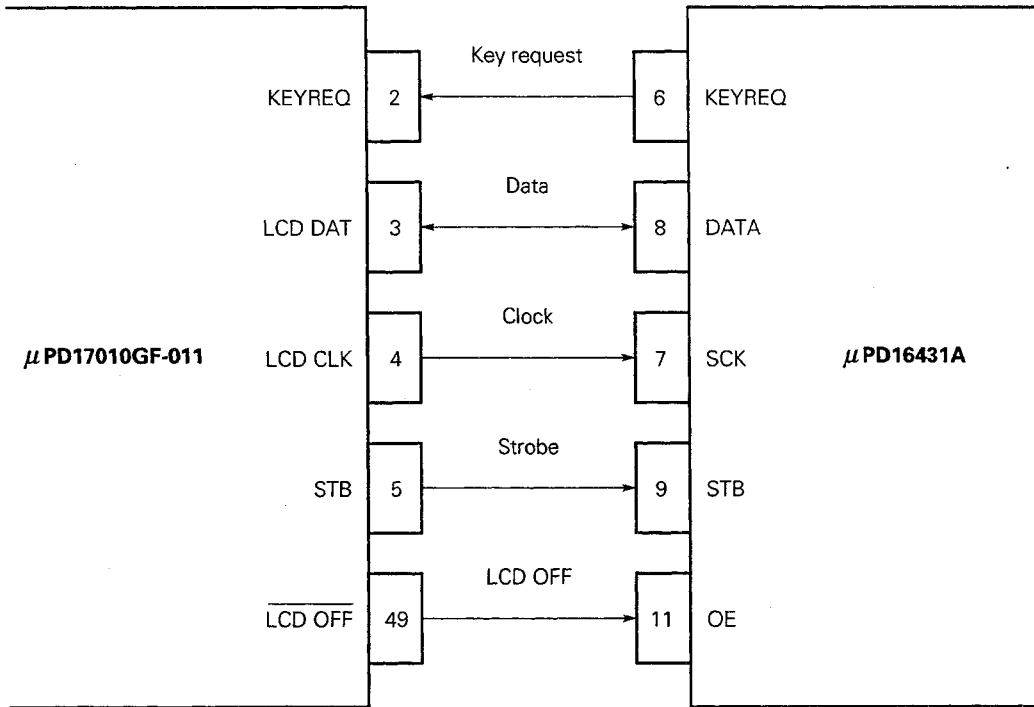 Key request
KEYREQ 2 6 KEYREQ
Data
LCD DAT 3 8 DATA
Clock
μPD17010GF-011 LCD CLK 4 7 SCK μPD16431A
Strobe
STB 5 9 STB
LCD OFF
LCD OFF 49 11 OE